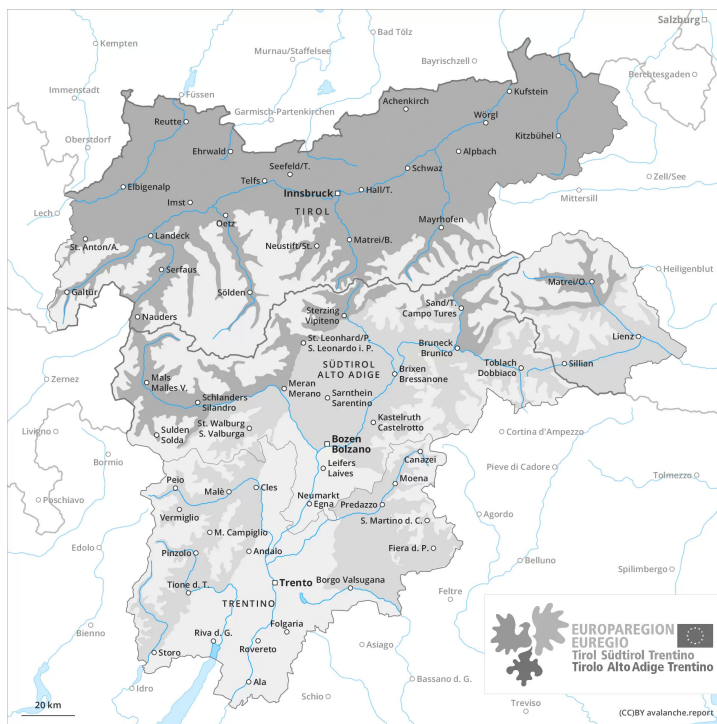 Salzburg
Kempten
Bad Tölz
Murnau/Staffelsee
Bayrischzell
Berchtesgaden
Immenstadt
Füssen
Garmisch-Partenkirchen
Achenkirch
Kufstein
Reutte
Wörgl
Oberstdorf
Ehrwald
Kitzbühel
Alpbach
Seefeld/T.
Schwaz
Telfs
Zell/See
Elbigenalp
Innsbruck
Hall/T.
Mittersill
Imst
TIROL
Lech
Oetz
Mayrhofen
Landeck
St. Anton/A.
Neustift/St.
Matrei/B.
Serfaus
Heiligenblut
Galtür
Sölden
Matrei/O.
Nauders
Sterzing
Vipiteno
Sand/T.
Campo Tures
St. Leonhard/P.
S. Leonardo i. P.
Lienz
Bruneck
Brunico
SÜDTIROL
ALTO ADIGE
Toblach
Dobbiaco
Sillian
Zernez
Mals
Malles V.
Meran
Merano
Brixen
Bressanone
Schlanders
Silandro
Sarnthein
Sarentino
St. Walburg
S. Valburga
Kastelruth
Castelrotto
Livigno
Sulden
Solda
Bozen
Bolzano
Cortina d'Ampezzo
Bormio
Canazei
Leifers
Laives
Pieve di Cadore
Tolmezzo
Peio
Malè
Cles
Moena
Neumarkt
Egna
Predazzo
Poschiavo
Vermiglio
Agordo
S. Martino d. C.
M. Campiglio
Edolo
Pinzolo
Andalo
Fiera d. P.
Belluno
Spilimbergo
Tione d. T.
Trento
Borgo Valsugana
Feltre
TRENTINO
Folgaria
Bienno
Riva d. G.
Rovereto
Asiago
Storo
Bassano d. G.
Ala
Idro
Schio
Treviso
EUROPAREGION
EUREGIO
Tirol Südtirol Trentino
Tirolo Alto Adige Trentino
20 km
(CC)BY avalanche.report